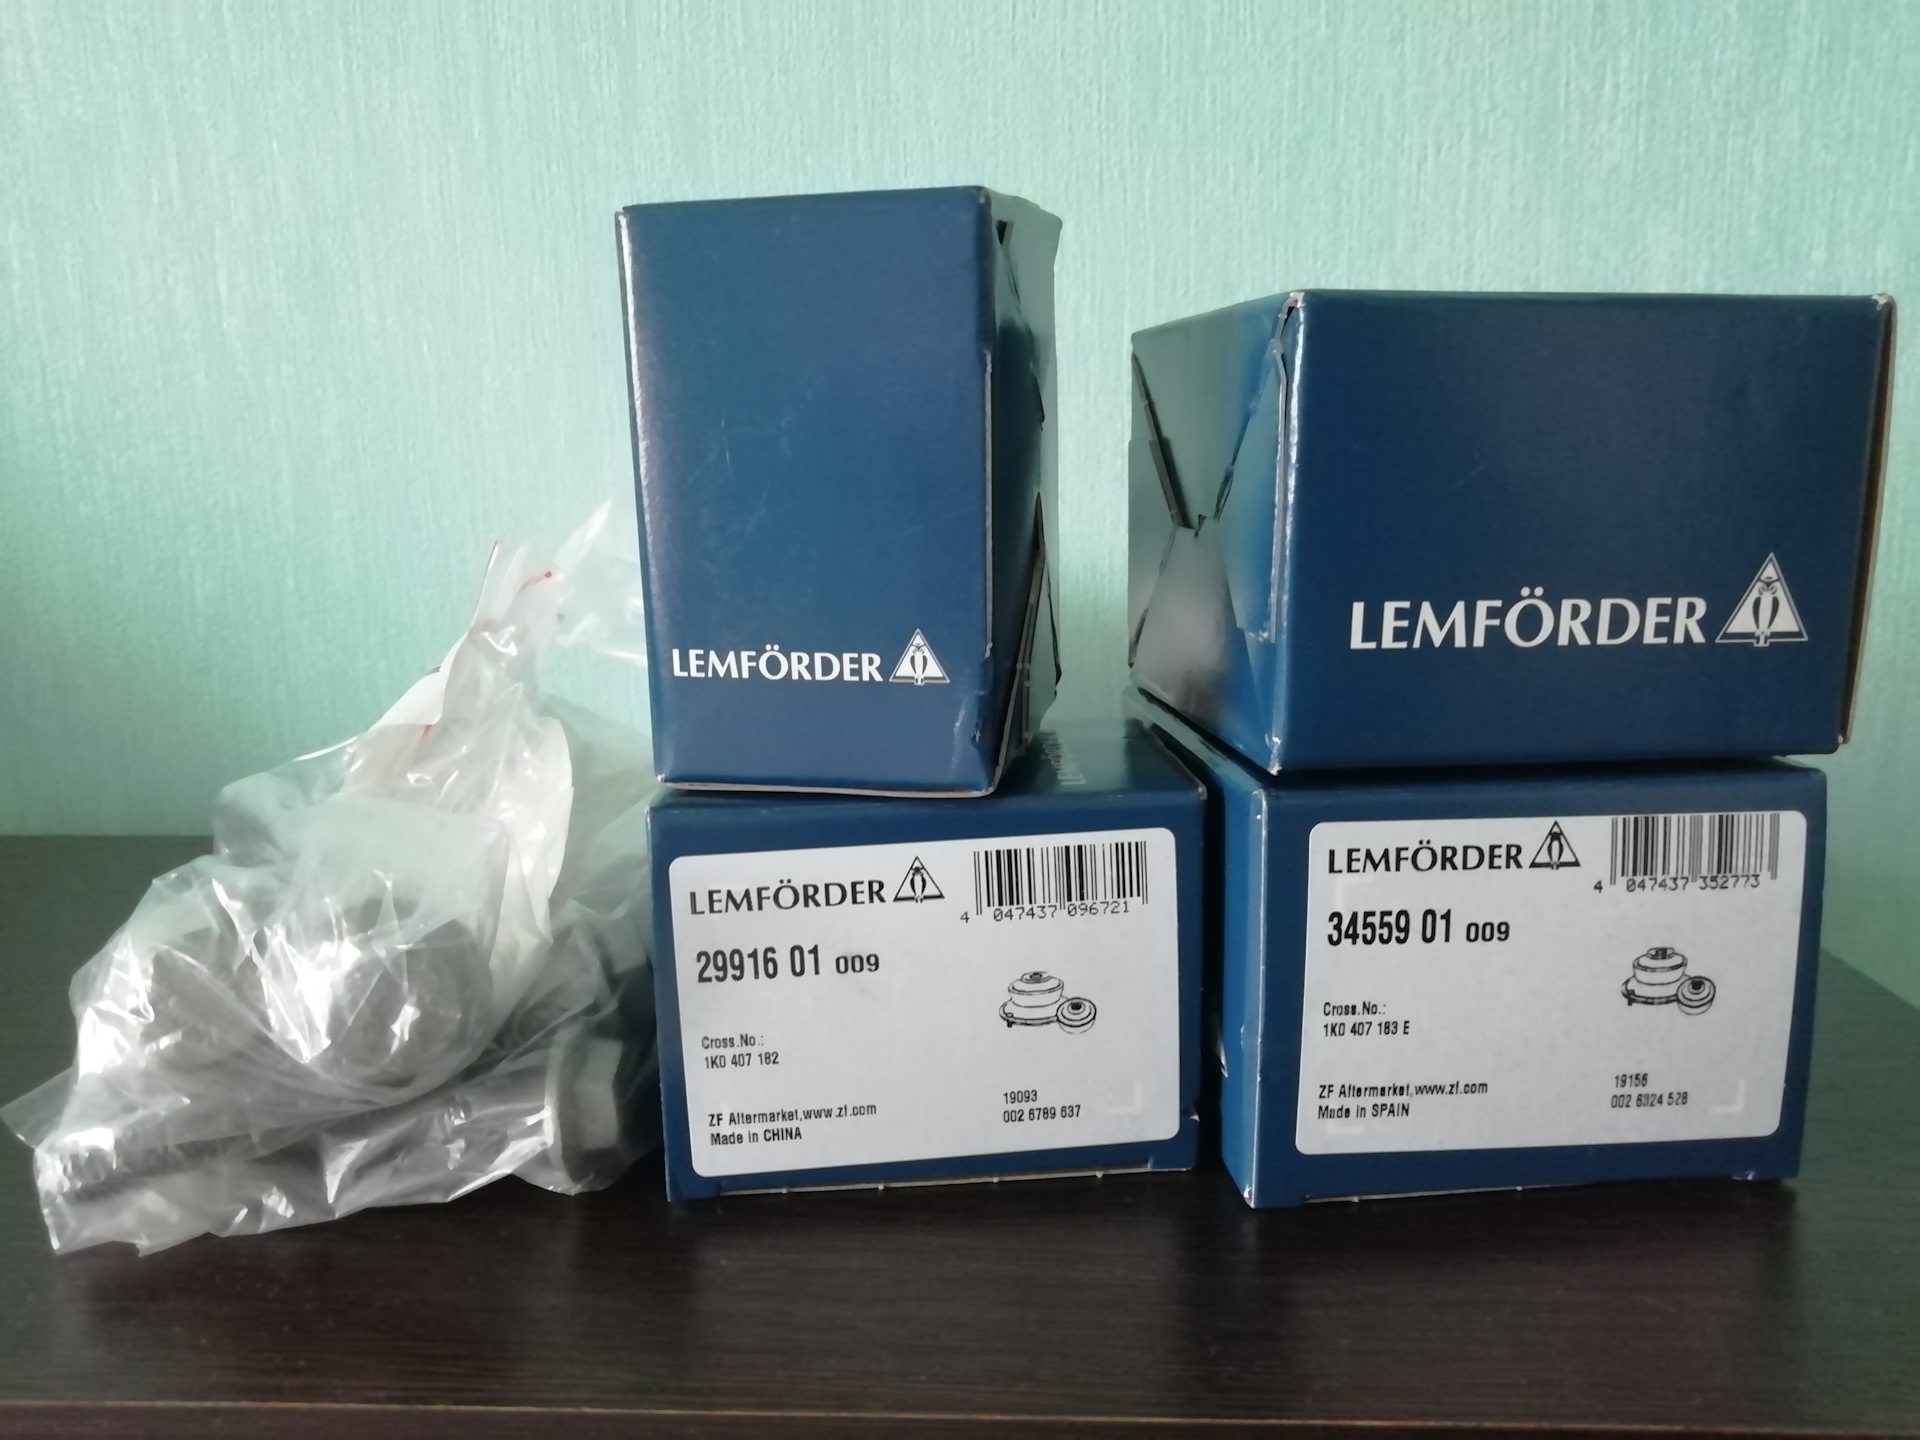 LEMFÖRDER
LEMFÖRDER
LEMFÖRDER
4 047437 096721
29916 01 009
Cross.No.:
1K0 407 182
ZF Aftermarket,www.zf.com
Made in CHINA
19093
002 6789 637
LEMFÖRDER
4 047437 352773
34559 01 009
Cross.No.:
1K0 407 183 E
ZF Aftermarket,www.zf.com
Made in SPAIN
19156
002 6324 528